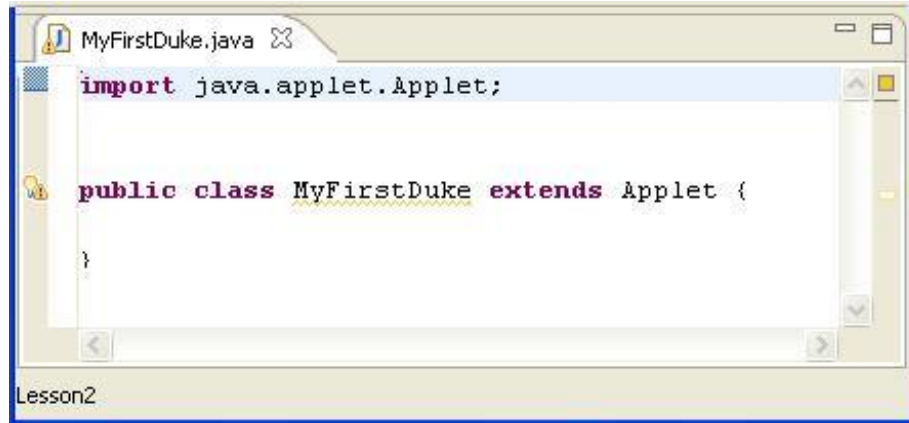 MyFirstDuke.java
import java.applet.Applet;
public class MyFirstDuke extends Applet {
}
Lesson2